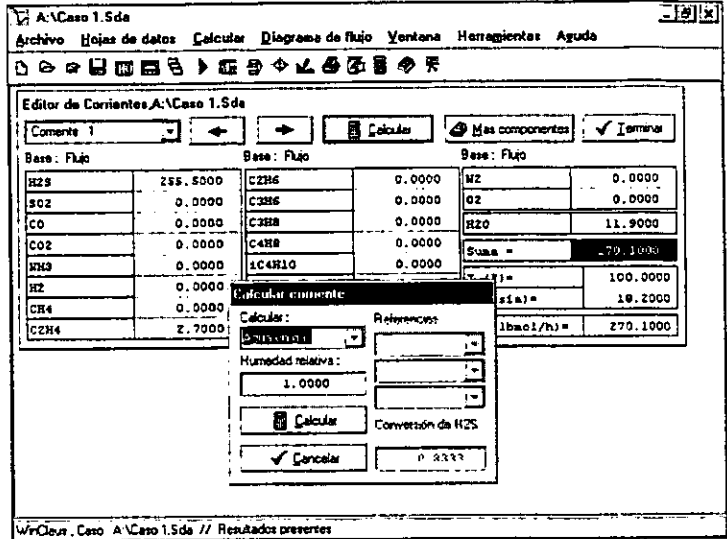 A:\Caso 1.Sda
Archivo Hojas de datos Calcular Diagrama de flujo Ventana Herramientas Ayuda
Editor de Corrientes,A:\Caso 1.Sda
Corriente 1 Calcular Mas componentes Terminar
Base: Flujo Base: Flujo Base: Flujo
H2S 255.5000 C2H6 0.0000 N2 0.0000
SO2 0.0000 C3H6 0.0000 O2 0.0000
CO 0.0000 C3H8 0.0000 H2O 11.9000
CO2 0.0000 C4H8 0.0000 Suma = 270.1000
NH3 0.0000 iC4H10 100.0000
H2 0.0000
CH4 0.0000 18.2000
C2H4 2.7000 lbmol/h)= 270.1000
Calcular corriente
Calcular: Referencias
Humedad relativa:
1.0000
Calcular Conversión de H2S
Cancelar 0.3333
WinClaus, Caso A:\Caso 1.Sda // Resultados presentes